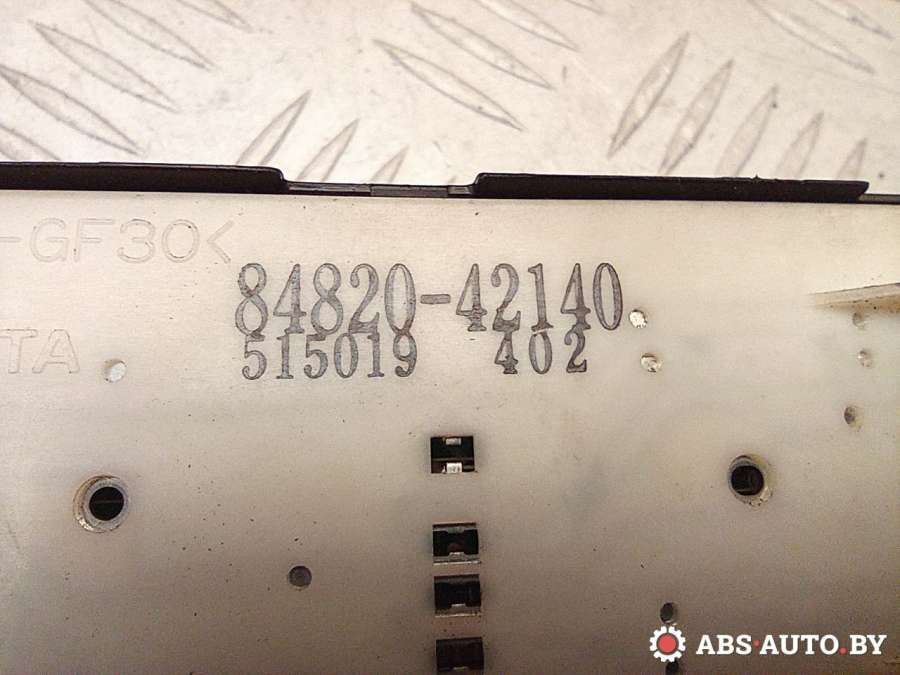 -GF30<
84820-42140
TA
515019 402
ABS-AUTO.BY